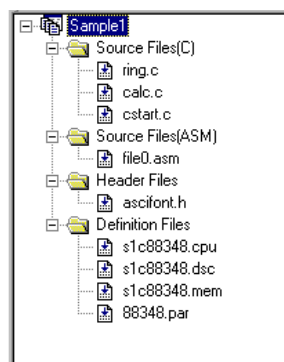 Sample1
Source Files(C)
ring.c
calc.c
cstart.c
Source Files(ASM)
file0.asm
Header Files
ascifont.h
Definition Files
s1c88348.cpu
s1c88348.dsc
s1c88348.mem
88348.par